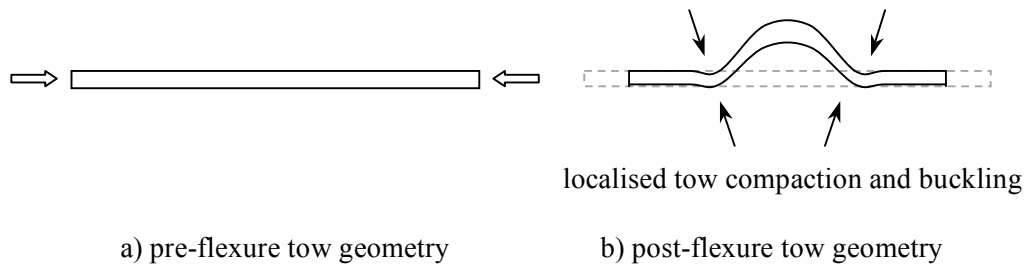 localised tow compaction and buckling
a) pre-flexure tow geometry
b) post-flexure tow geometry